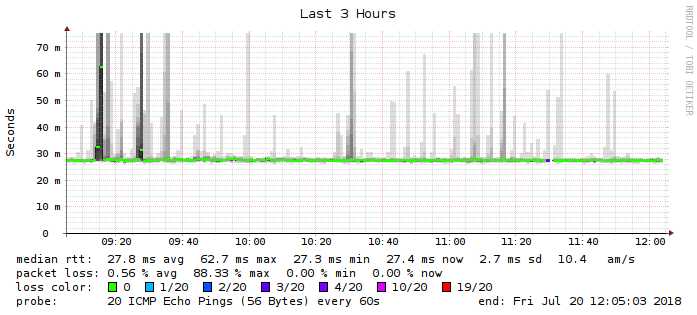 Last 3 Hours
RRDTOOL / TOBI OETIKER
Seconds
70 m
60 m
50 m
40 m
30 m
20 m
10 m
0
09:20 09:40 10:00 10:20 10:40 11:00 11:20 11:40 12:00
median rtt: 27.8 ms avg 62.7 ms max 27.3 ms min 27.4 ms now 2.7 ms sd 10.4 am/s
packet loss: 0.56 % avg 88.33 % max 0.00 % min 0.00 % now
loss color: 0 1/20 2/20 3/20 4/20 10/20 19/20
probe: 20 ICMP Echo Pings (56 Bytes) every 60s end: Fri Jul 20 12:05:03 2018